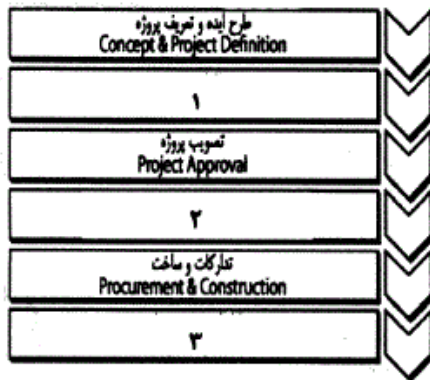 طرح ایده و تعریف پروژه
Concept & Project Definition
۱
تصویب پروژه
Project Approval
۲
تدارکات و ساخت
Procurement & Construction
۳